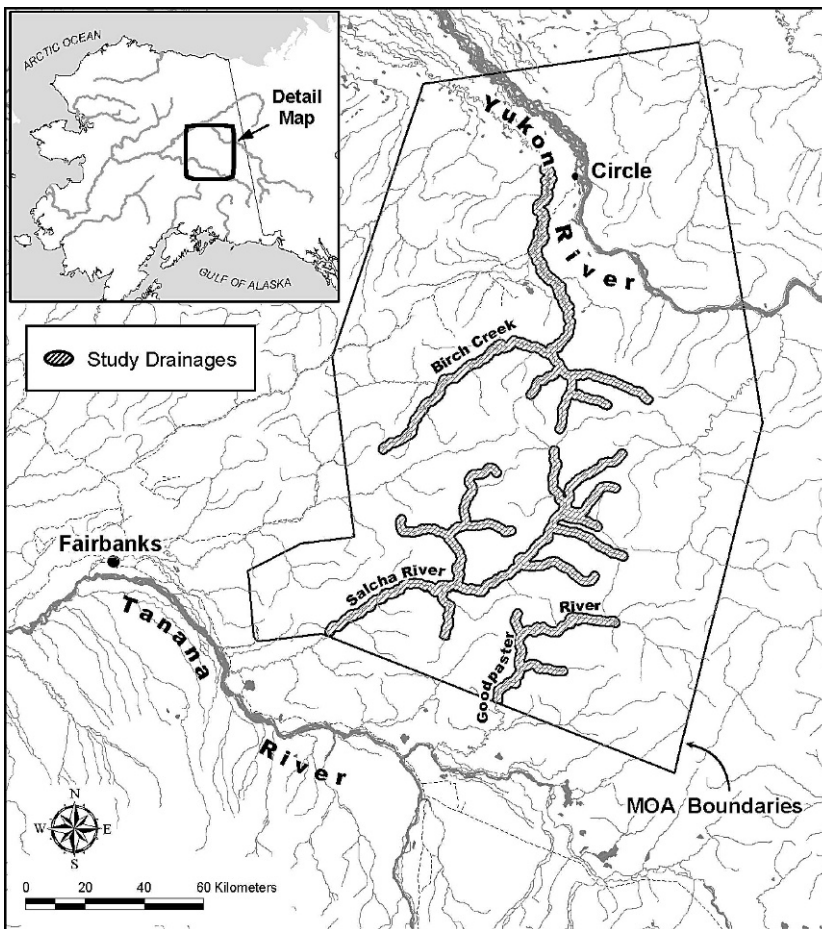 ARCTIC OCEAN
Detail
Map
GULF OF ALASKA
Study Drainages
Yukon
River
Circle
Birch Creek
Fairbanks
Tanana
River
Salcha River
Goodpaster
River
MOA Boundaries
N
W E
S
0 20 40 60 Kilometers